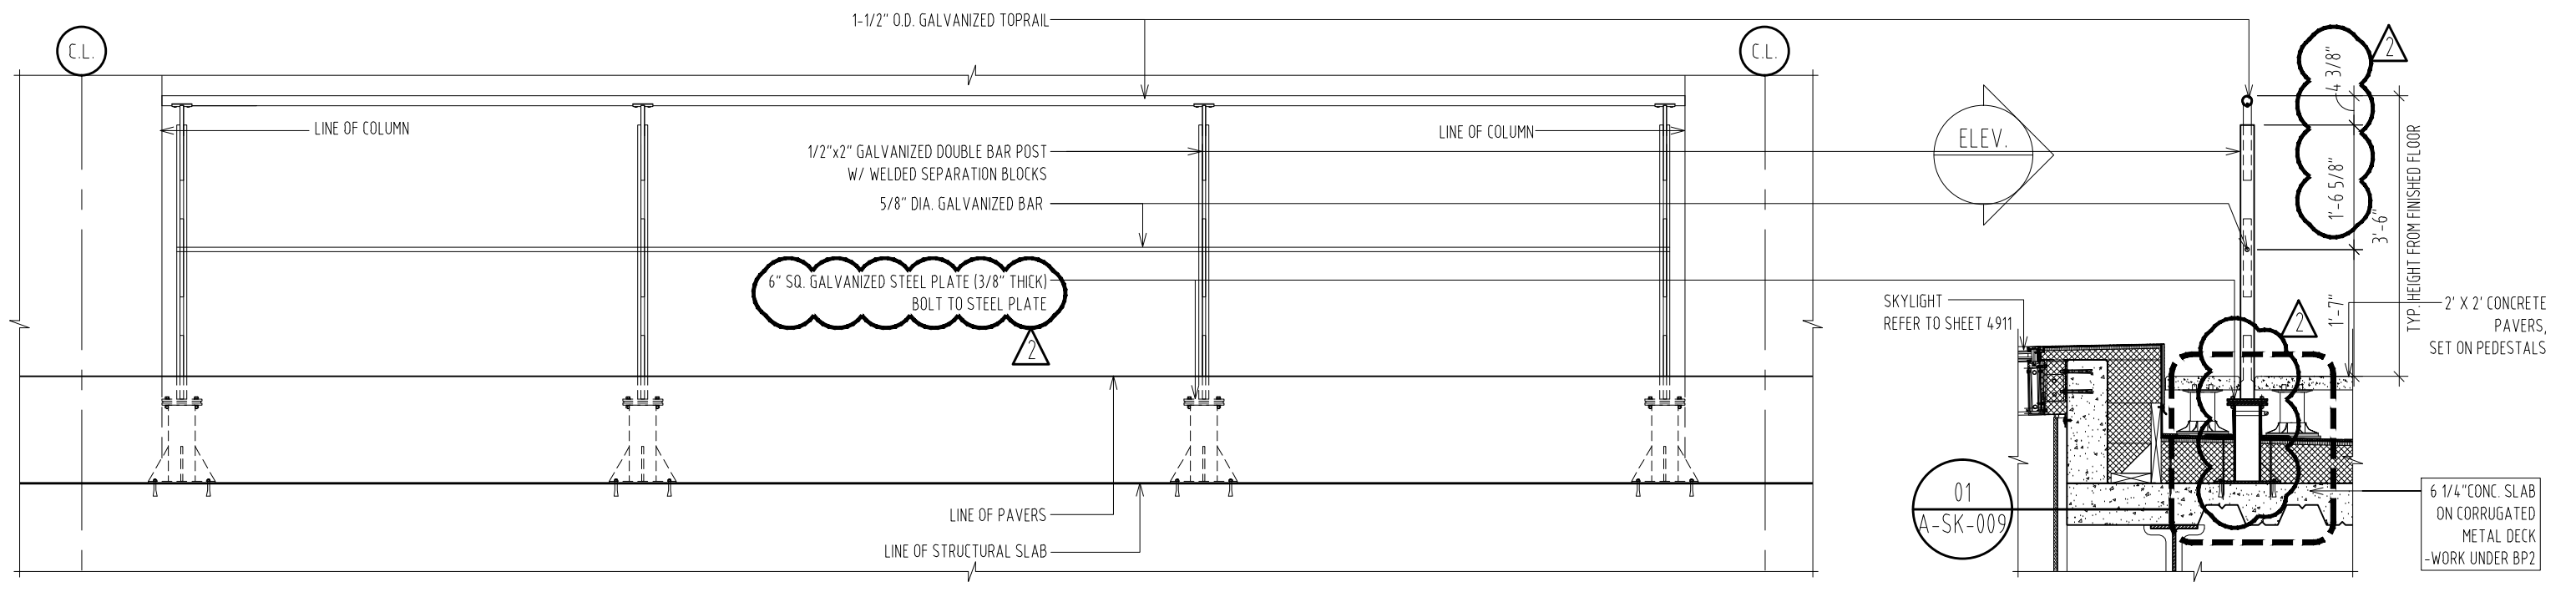 1-1/2" O.D. GALVANIZED TOPRAIL
C.L.
C.L.
LINE OF COLUMN
LINE OF COLUMN
1/2"x2" GALVANIZED DOUBLE BAR POST
W/ WELDED SEPARATION BLOCKS
5/8" DIA. GALVANIZED BAR
6" SQ. GALVANIZED STEEL PLATE (3/8" THICK)
BOLT TO STEEL PLATE
2
LINE OF PAVERS
LINE OF STRUCTURAL SLAB
ELEV.
2
4 3/8"
1'-6 5/8"
1'-7"
3'-6"
TYP. HEIGHT FROM FINISHED FLOOR
SKYLIGHT
REFER TO SHEET 4911
2
2' X 2' CONCRETE
PAVERS,
SET ON PEDESTALS
01
A-SK-009
6 1/4"CONC. SLAB
ON CORRUGATED
METAL DECK
-WORK UNDER BP2